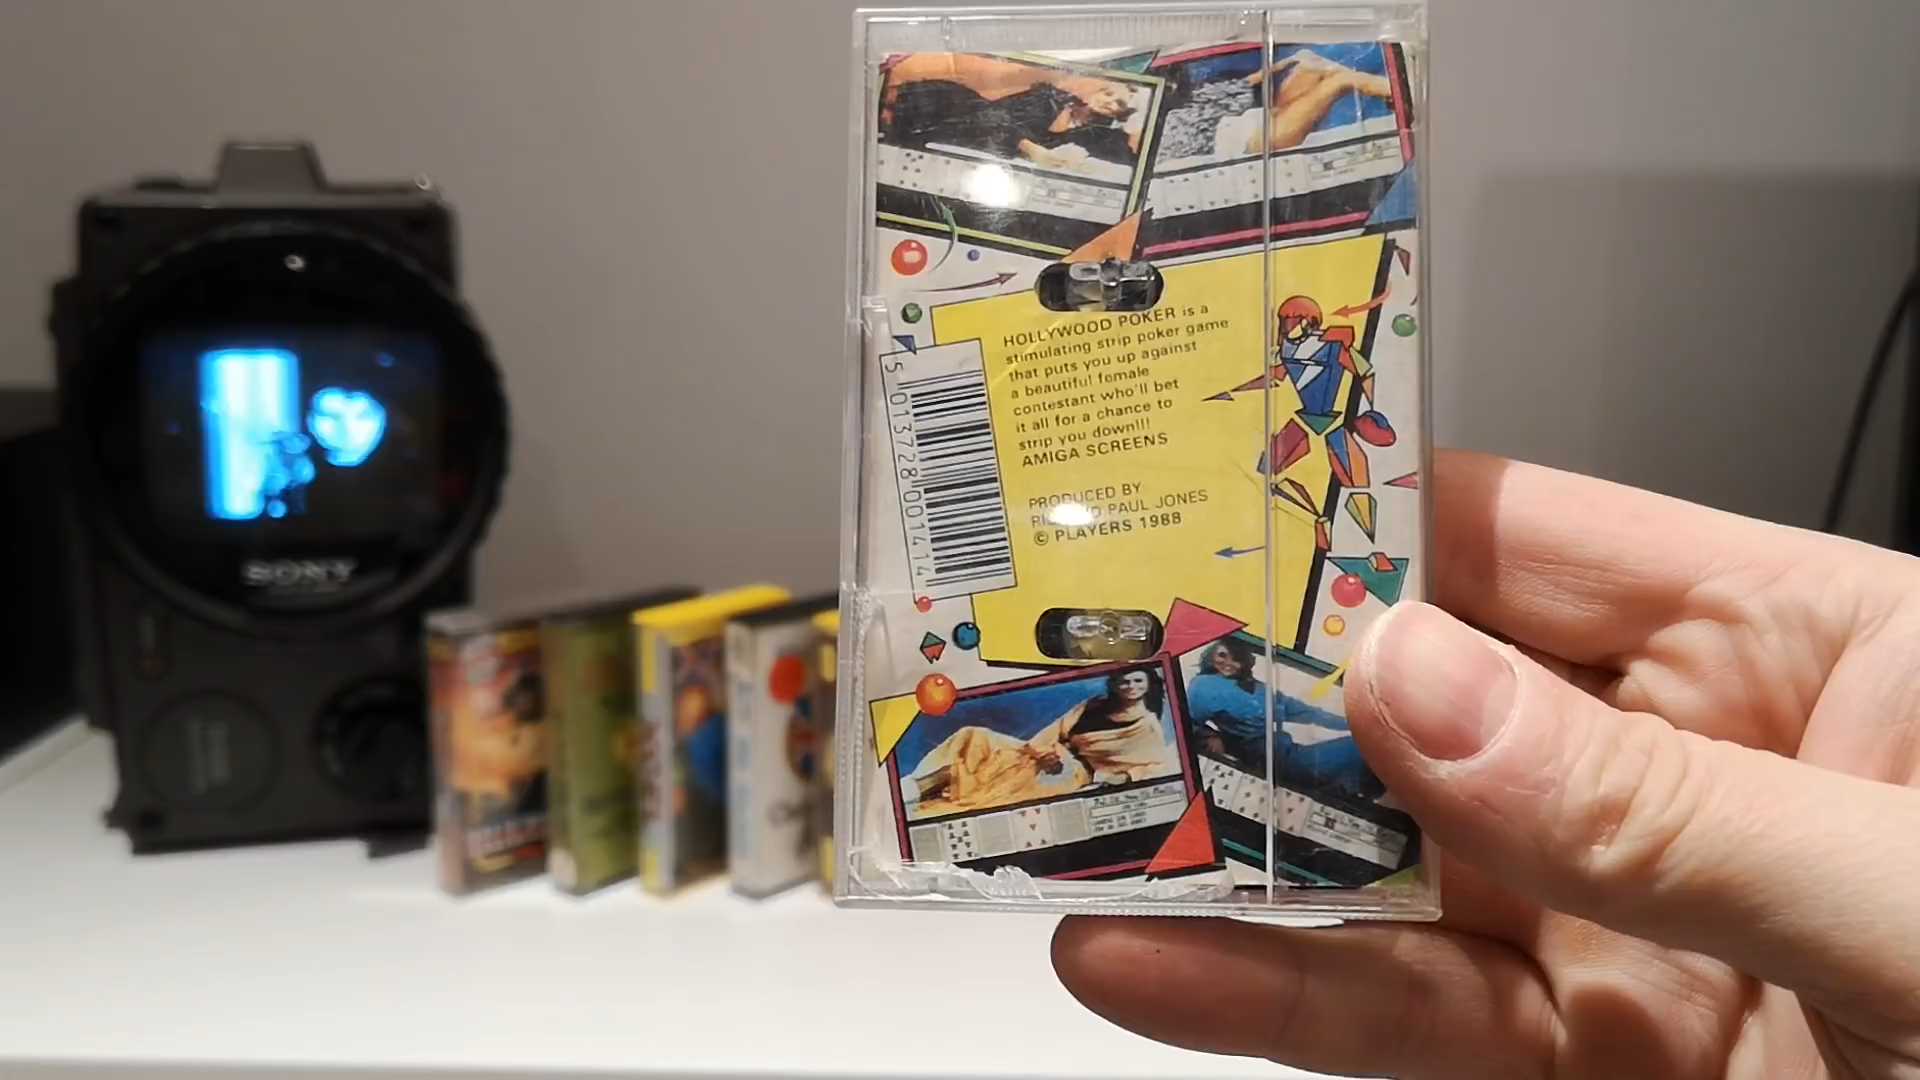 HOLLYWOOD POKER is a
stimulating strip poker game
that puts you up against
a beautiful female
contestant who'll bet
it all for a chance to
strip you down!!!
AMIGA SCREENS
PRODUCED BY:
PAUL JONES
© PLAYERS 1988
5 013728 001414
SONY